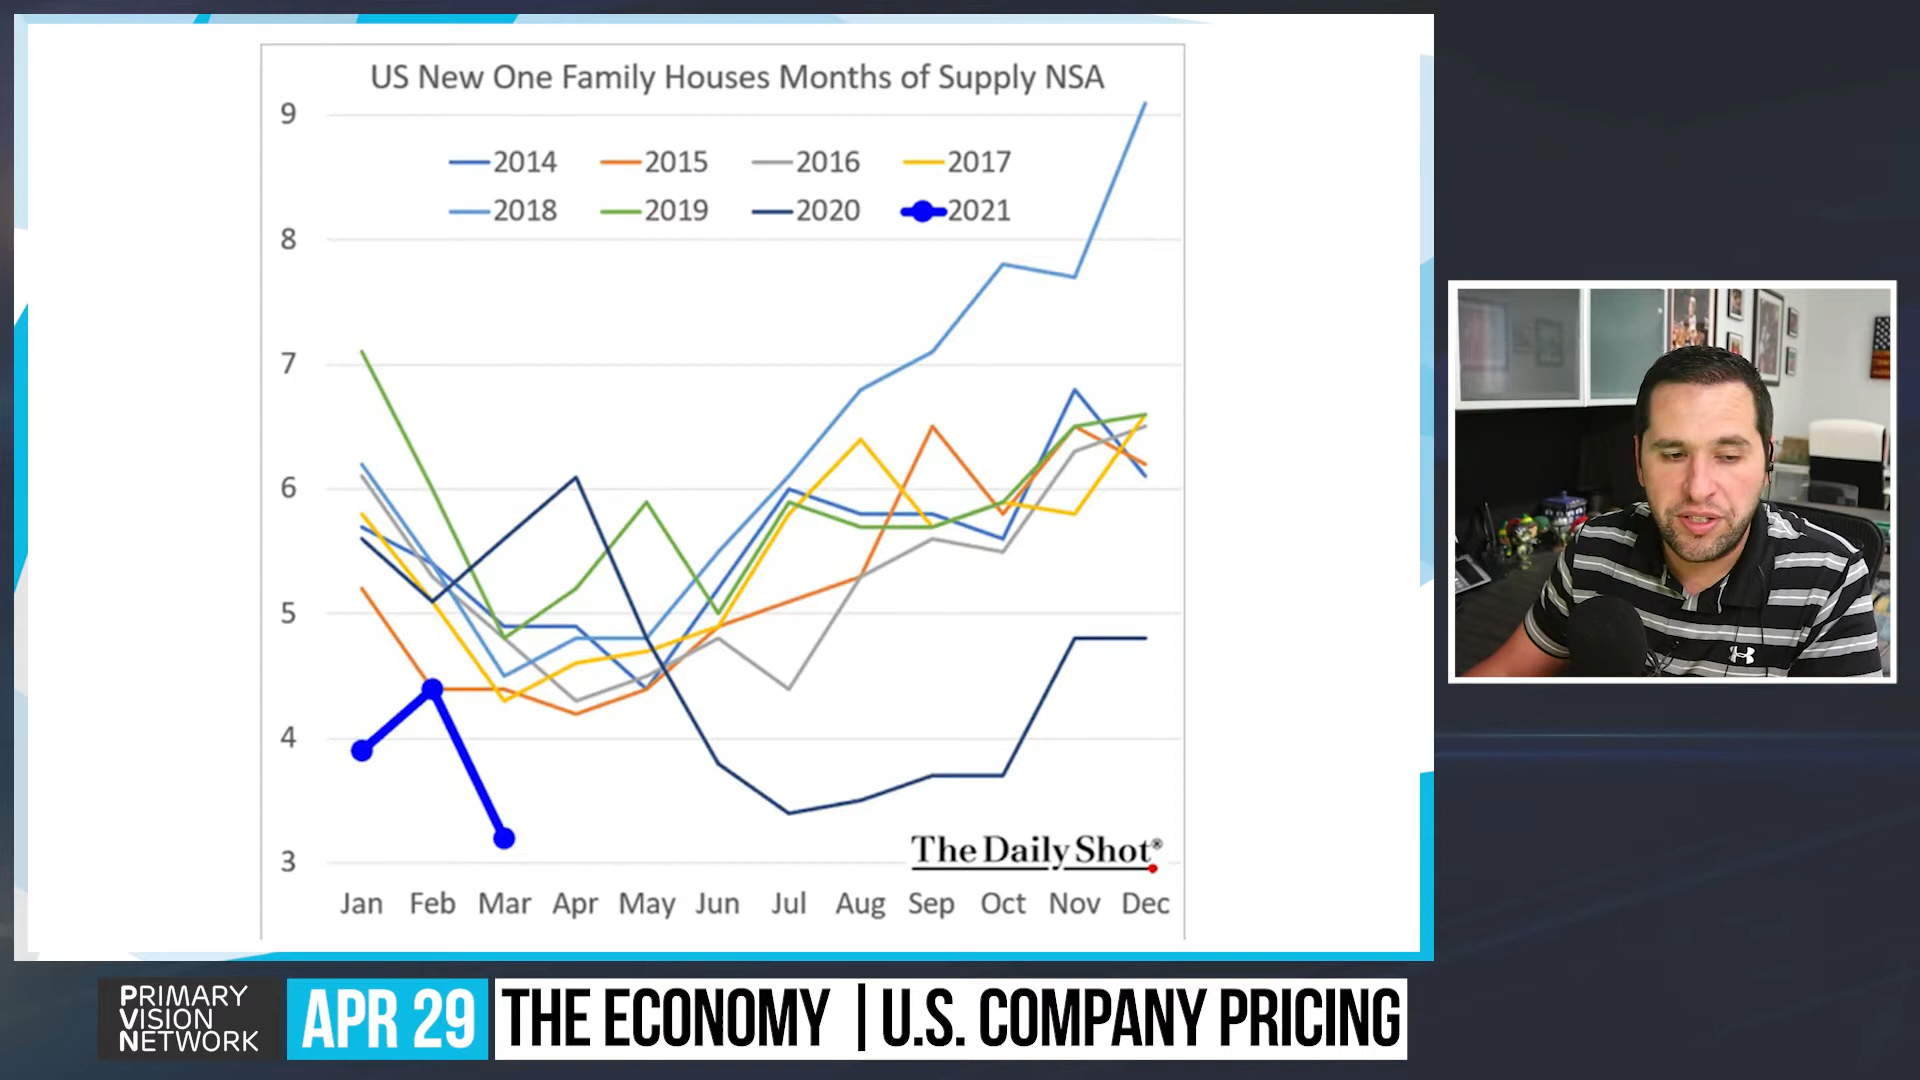 US New One Family Houses Months of Supply NSA
9
2014 2015 2016 2017
2018 2019 2020 2021
8
7
6
5
4
3
The Daily Shot®
Jan Feb Mar Apr May Jun Jul Aug Sep Oct Nov Dec
PRIMARY
VISION
NETWORK
APR 29
THE ECONOMY | U.S. COMPANY PRICING